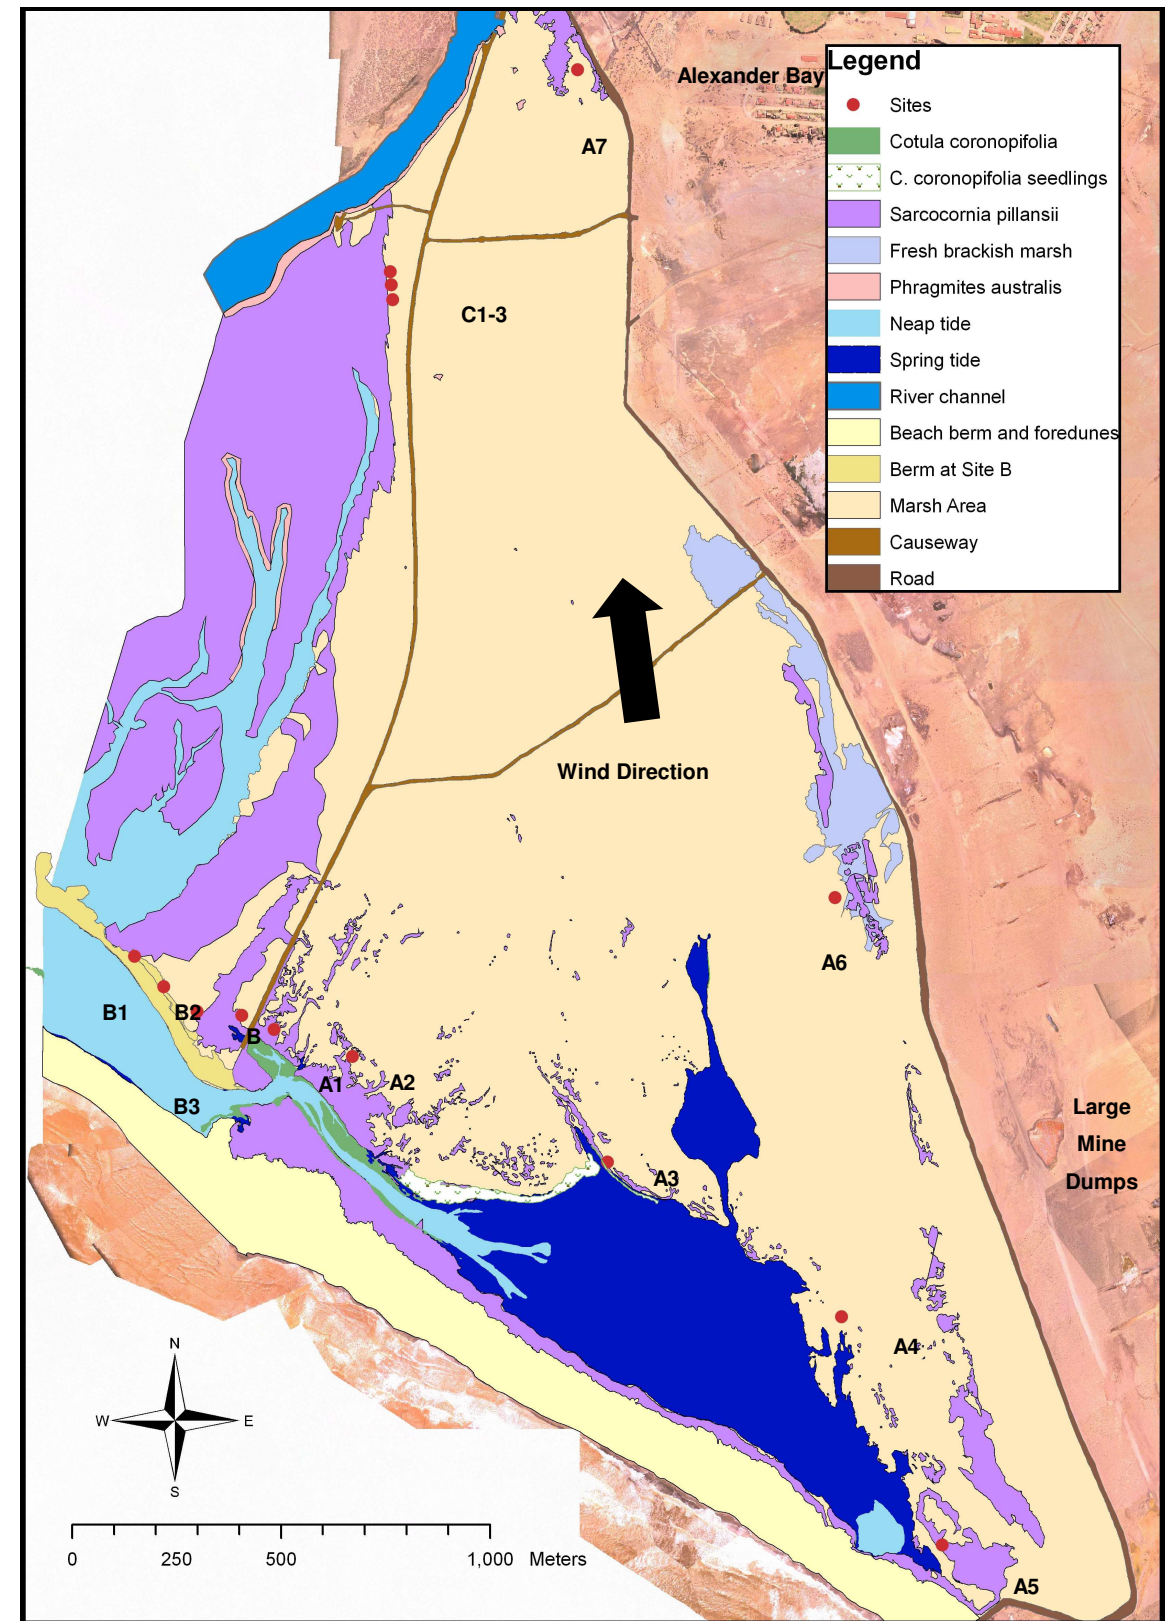 Alexander Bay
Legend
Sites
Cotula coronopifolia
C. coronopifolia seedlings
Sarcocornia pillansii
Fresh brackish marsh
Phragmites australis
Neap tide
Spring tide
River channel
Beach berm and foredunes
Berm at Site B
Marsh Area
Causeway
Road
A7
C1-3
Wind Direction
A6
B1
B2
B
A1
A2
B3
A3
Large
Mine
Dumps
A4
A5
N
W
E
S
0 250 500 1,000 Meters